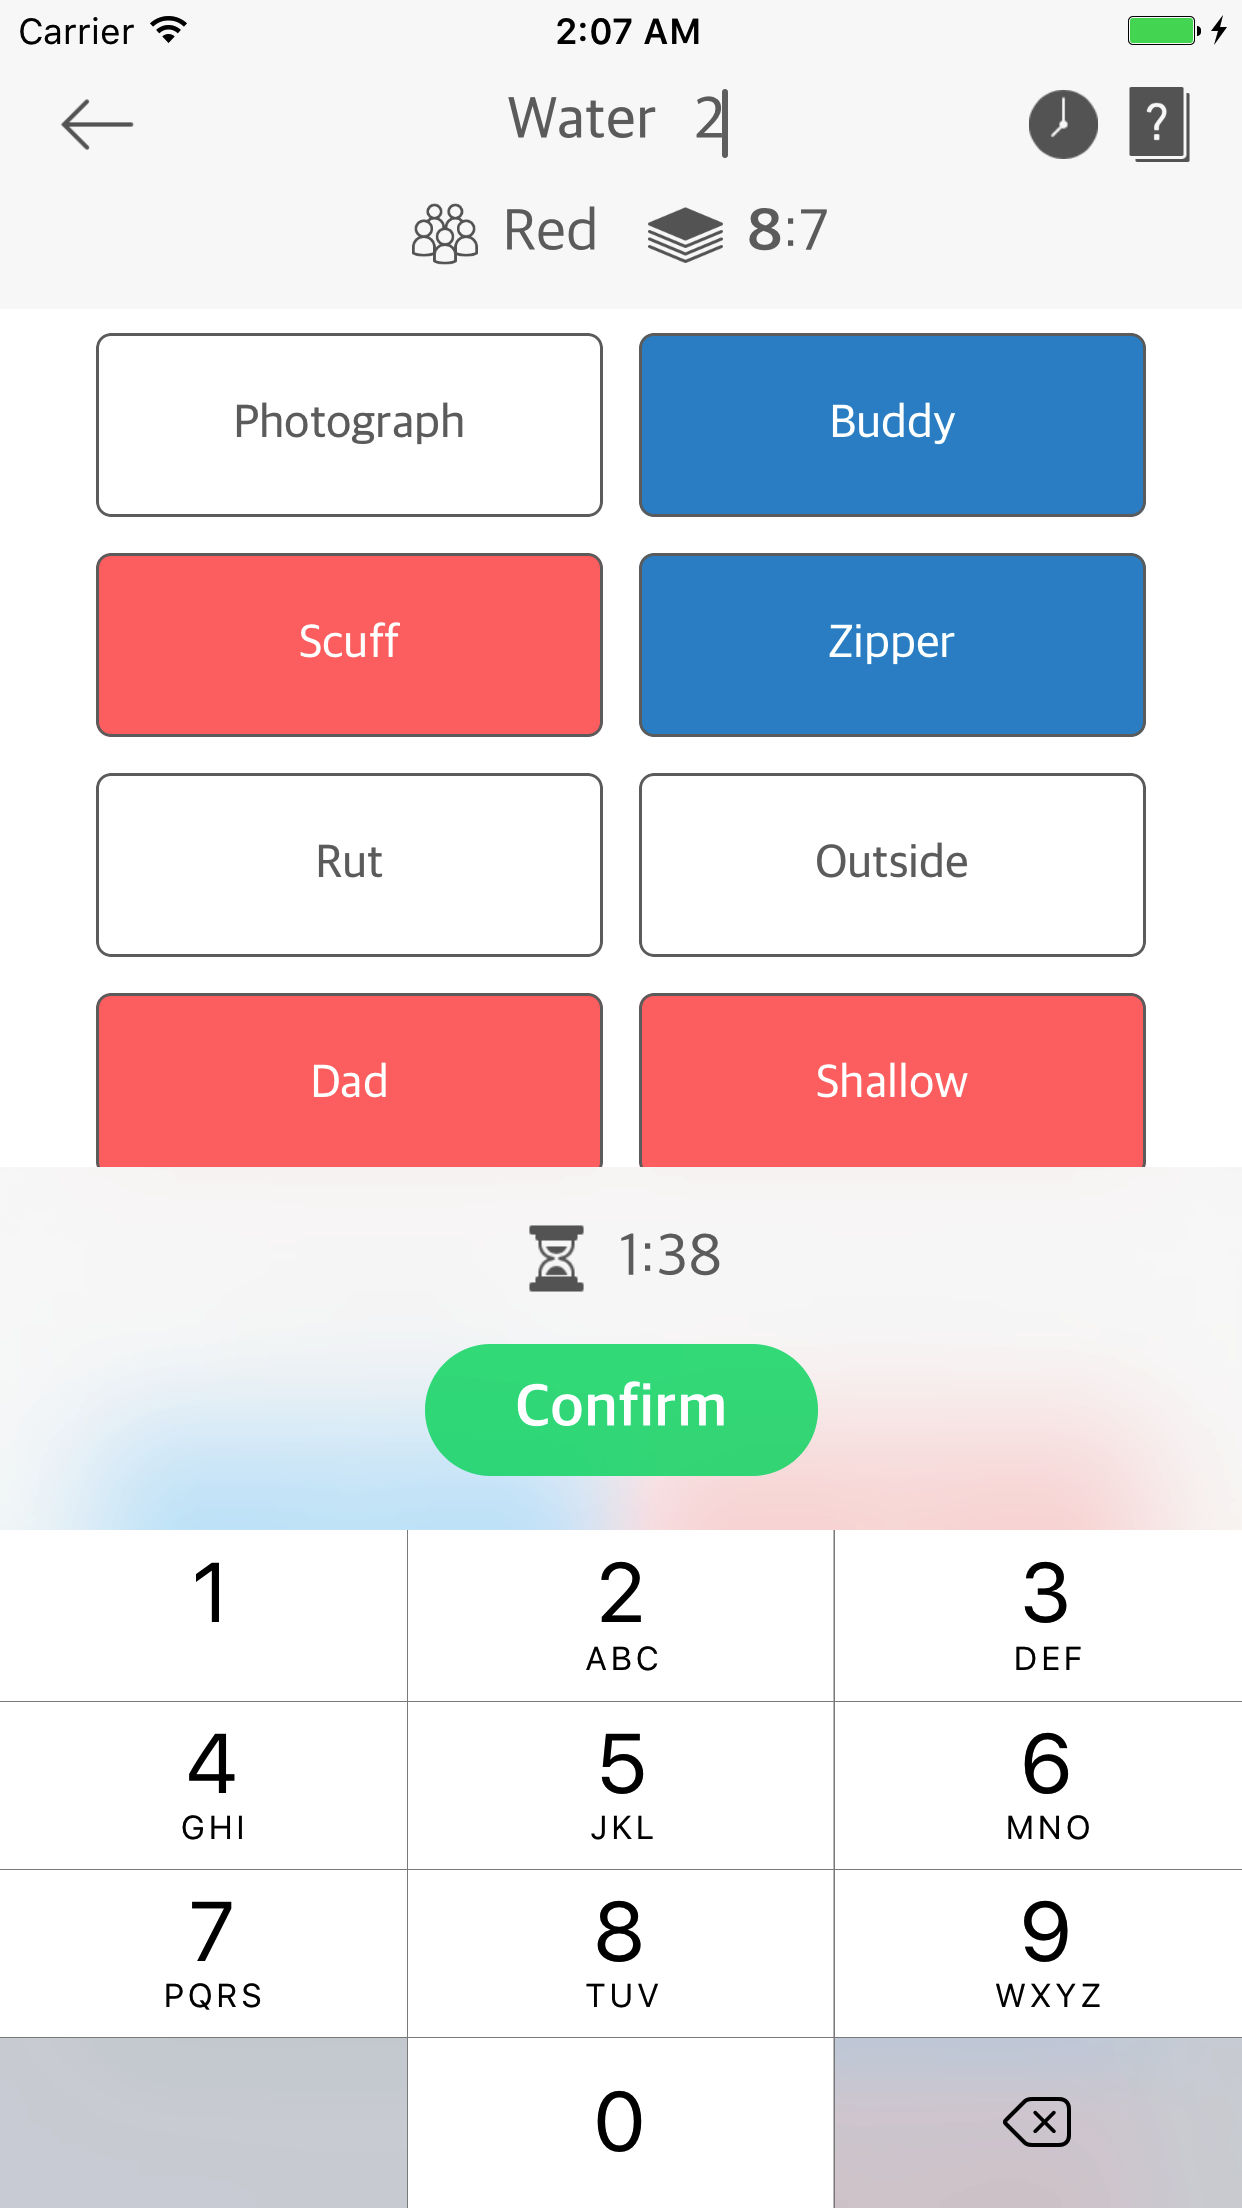 Carrier 2:07 AM
Water 2
Red 8:7
Photograph Buddy
Scuff Zipper
Rut Outside
Dad Shallow
1:38
Confirm
1 2 3
ABC DEF
4 5 6
GHI JKL MNO
7 8 9
PQRS TUV WXYZ
0